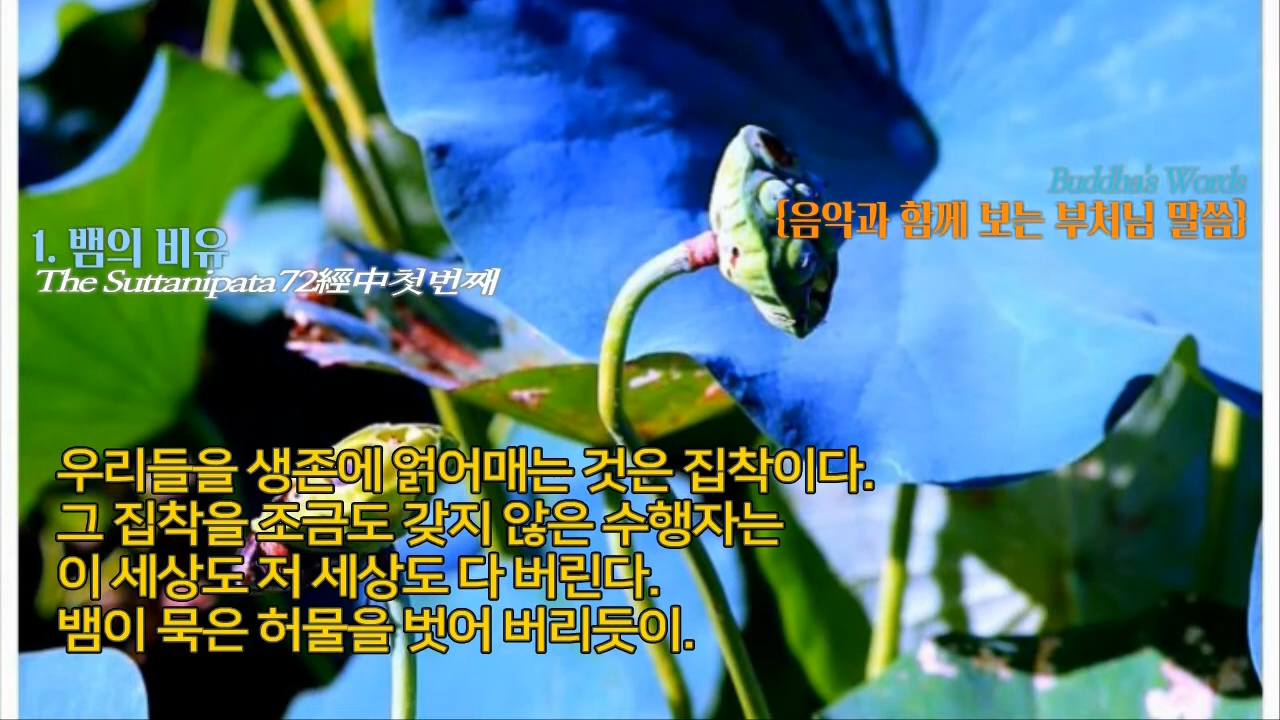 Buddha's Words
{음악과 함께 보는 부처님 말씀}
1. 뱀의 비유
The Suttanipata 72經中 첫 번째
우리들을 생존에 얽어매는 것은 집착이다.
그 집착을 조금도 갖지 않은 수행자는
이 세상도 저 세상도 다 버린다.
뱀이 묵은 허물을 벗어 버리듯이.